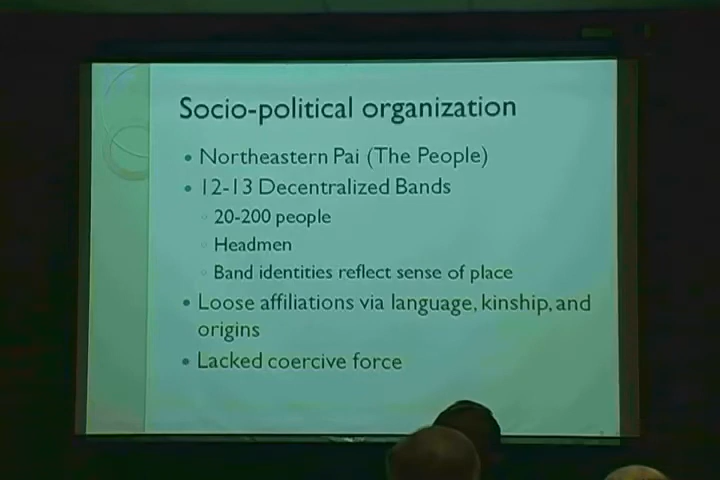 Socio-political organization
• Northeastern Pai (The People)
• 12-13 Decentralized Bands
◦ 20-200 people
◦ Headmen
◦ Band identities reflect sense of place
• Loose affiliations via language, kinship, and
origins
• Lacked coercive force